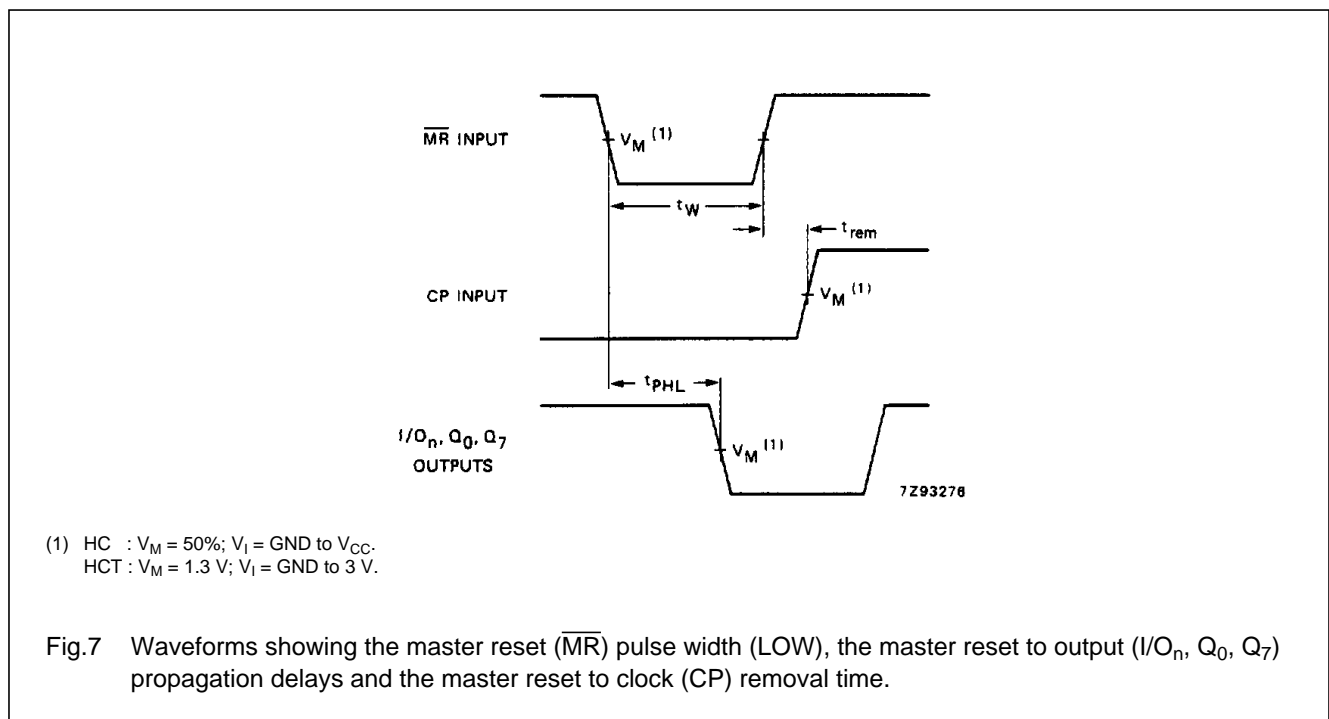 M̅R̅ INPUT
V_M (1)
t_W
t_rem
CP INPUT
V_M (1)
t_PHL
I/O_n, Q_0, Q_7
OUTPUTS
V_M (1)
7Z93276
(1) HC : V_M = 50%; V_I = GND to V_CC.
HCT : V_M = 1.3 V; V_I = GND to 3 V.
Fig.7 Waveforms showing the master reset (M̅R̅) pulse width (LOW), the master reset to output (I/O_n, Q_0, Q_7)
propagation delays and the master reset to clock (CP) removal time.